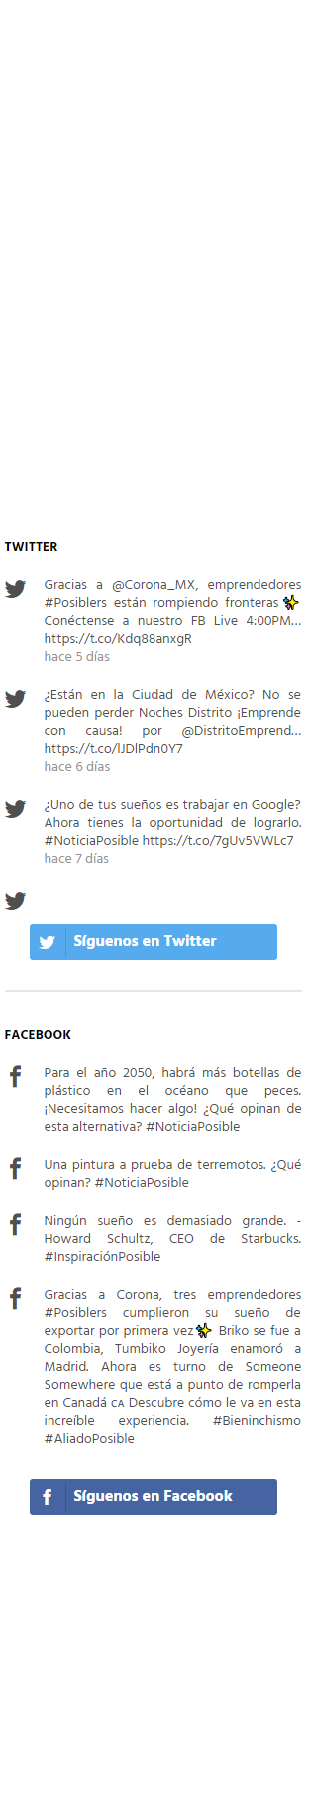 TWITTER
Gracias a @Corona_MX, emprendedores
#Posiblers están rompiendo fronteras✨
Conéctense a nuestro FB Live 4:00PM…
https://t.co/Kdq88anxgR
hace 5 días
¿Están en la Ciudad de México? No se
pueden perder Noches Distrito ¡Emprende
con causa! por @DistritoEmprend…
https://t.co/lJDlPdn0Y7
hace 6 días
¿Uno de tus sueños es trabajar en Google?
Ahora tienes la oportunidad de lograrlo.
#NoticiaPosible https://t.co/7gUv5VWLc7
hace 7 días
Síguenos en Twitter
FACEBOOK
Para el año 2050, habrá más botellas de
plástico en el océano que peces.
¡Necesitamos hacer algo! ¿Qué opinan de
esta alternativa? #NoticiaPosible
Una pintura a prueba de terremotos. ¿Qué
opinan? #NoticiaPosible
Ningún sueño es demasiado grande. -
Howard Schultz, CEO de Starbucks.
#InspiraciónPosible
Gracias a Corona, tres emprendedores
#Posiblers cumplieron su sueño de
exportar por primera vez✨ Briko se fue a
Colombia, Tumbiko Joyería enamoró a
Madrid. Ahora es turno de Someone
Somewhere que está a punto de romperla
en Canadá ᴄᴀ Descubre cómo le va en esta
increíble experiencia. #Bieninchismo
#AliadoPosible
Síguenos en Facebook